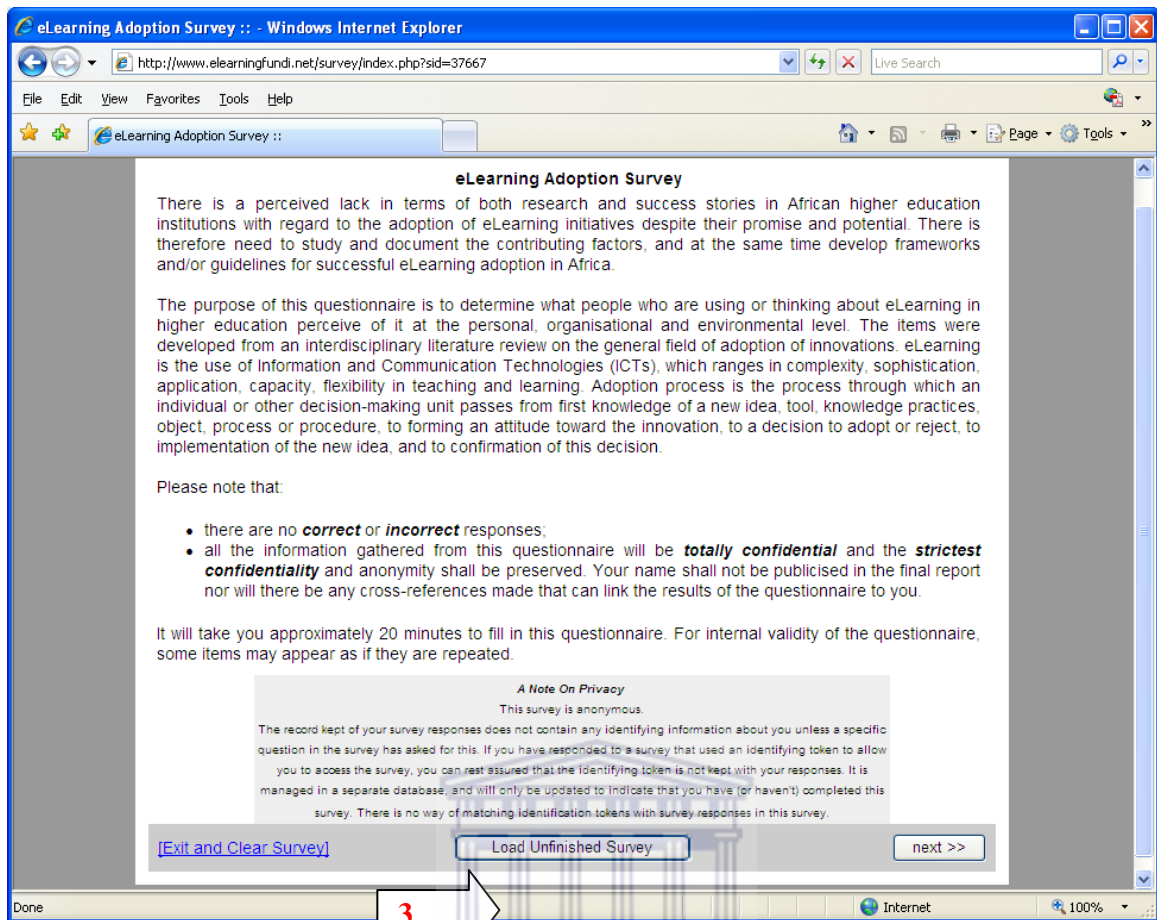 eLearning Adoption Survey :: - Windows Internet Explorer
http://www.elearningfundi.net/survey/index.php?sid=37667
Live Search
File Edit View Favorites Tools Help
eLearning Adoption Survey ::
Page Tools
eLearning Adoption Survey
There is a perceived lack in terms of both research and success stories in African higher education
institutions with regard to the adoption of eLearning initiatives despite their promise and potential. There is
therefore need to study and document the contributing factors, and at the same time develop frameworks
and/or guidelines for successful eLearning adoption in Africa.
The purpose of this questionnaire is to determine what people who are using or thinking about eLearning in
higher education perceive of it at the personal, organisational and environmental level. The items were
developed from an interdisciplinary literature review on the general field of adoption of innovations. eLearning
is the use of Information and Communication Technologies (ICTs), which ranges in complexity, sophistication,
application, capacity, flexibility in teaching and learning. Adoption process is the process through which an
individual or other decision-making unit passes from first knowledge of a new idea, tool, knowledge practices,
object, process or procedure, to forming an attitude toward the innovation, to a decision to adopt or reject, to
implementation of the new idea, and to confirmation of this decision.
Please note that:
• there are no correct or incorrect responses;
• all the information gathered from this questionnaire will be totally confidential and the strictest
confidentiality and anonymity shall be preserved. Your name shall not be publicised in the final report
nor will there be any cross-references made that can link the results of the questionnaire to you.
It will take you approximately 20 minutes to fill in this questionnaire. For internal validity of the questionnaire,
some items may appear as if they are repeated.
A Note On Privacy
This survey is anonymous.
The record kept of your survey responses does not contain any identifying information about you unless a specific
question in the survey has asked for this. If you have responded to a survey that used an identifying token to allow
you to access the survey, you can rest assured that the identifying token is not kept with your responses. It is
managed in a separate database, and will only be updated to indicate that you have (or haven't) completed this
survey. There is no way of matching identification tokens with survey responses in this survey.
[Exit and Clear Survey] Load Unfinished Survey next >>
3
Done Internet 100%